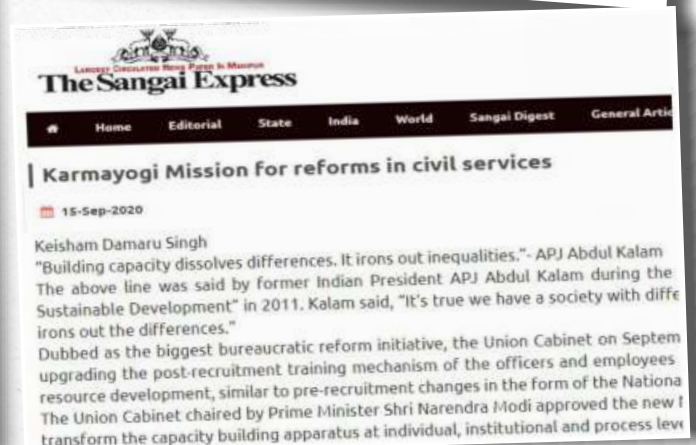 LARGEST CIRCULATED NEWS PAPER IN MANIPUR
The Sangai Express
Home Editorial State India World Sangai Digest General Artic
Karmayogi Mission for reforms in civil services
15-Sep-2020
Keisham Damaru Singh
"Building capacity dissolves differences. It irons out inequalities."- APJ Abdul Kalam
The above line was said by former Indian President APJ Abdul Kalam during the
Sustainable Development" in 2011. Kalam said, "It's true we have a society with diffe
irons out the differences."
Dubbed as the biggest bureaucratic reform initiative, the Union Cabinet on Septem
upgrading the post-recruitment training mechanism of the officers and employees
resource development, similar to pre-recruitment changes in the form of the Nationa
The Union Cabinet chaired by Prime Minister Shri Narendra Modi approved the new
transform the capacity building apparatus at individual, institutional and process leve